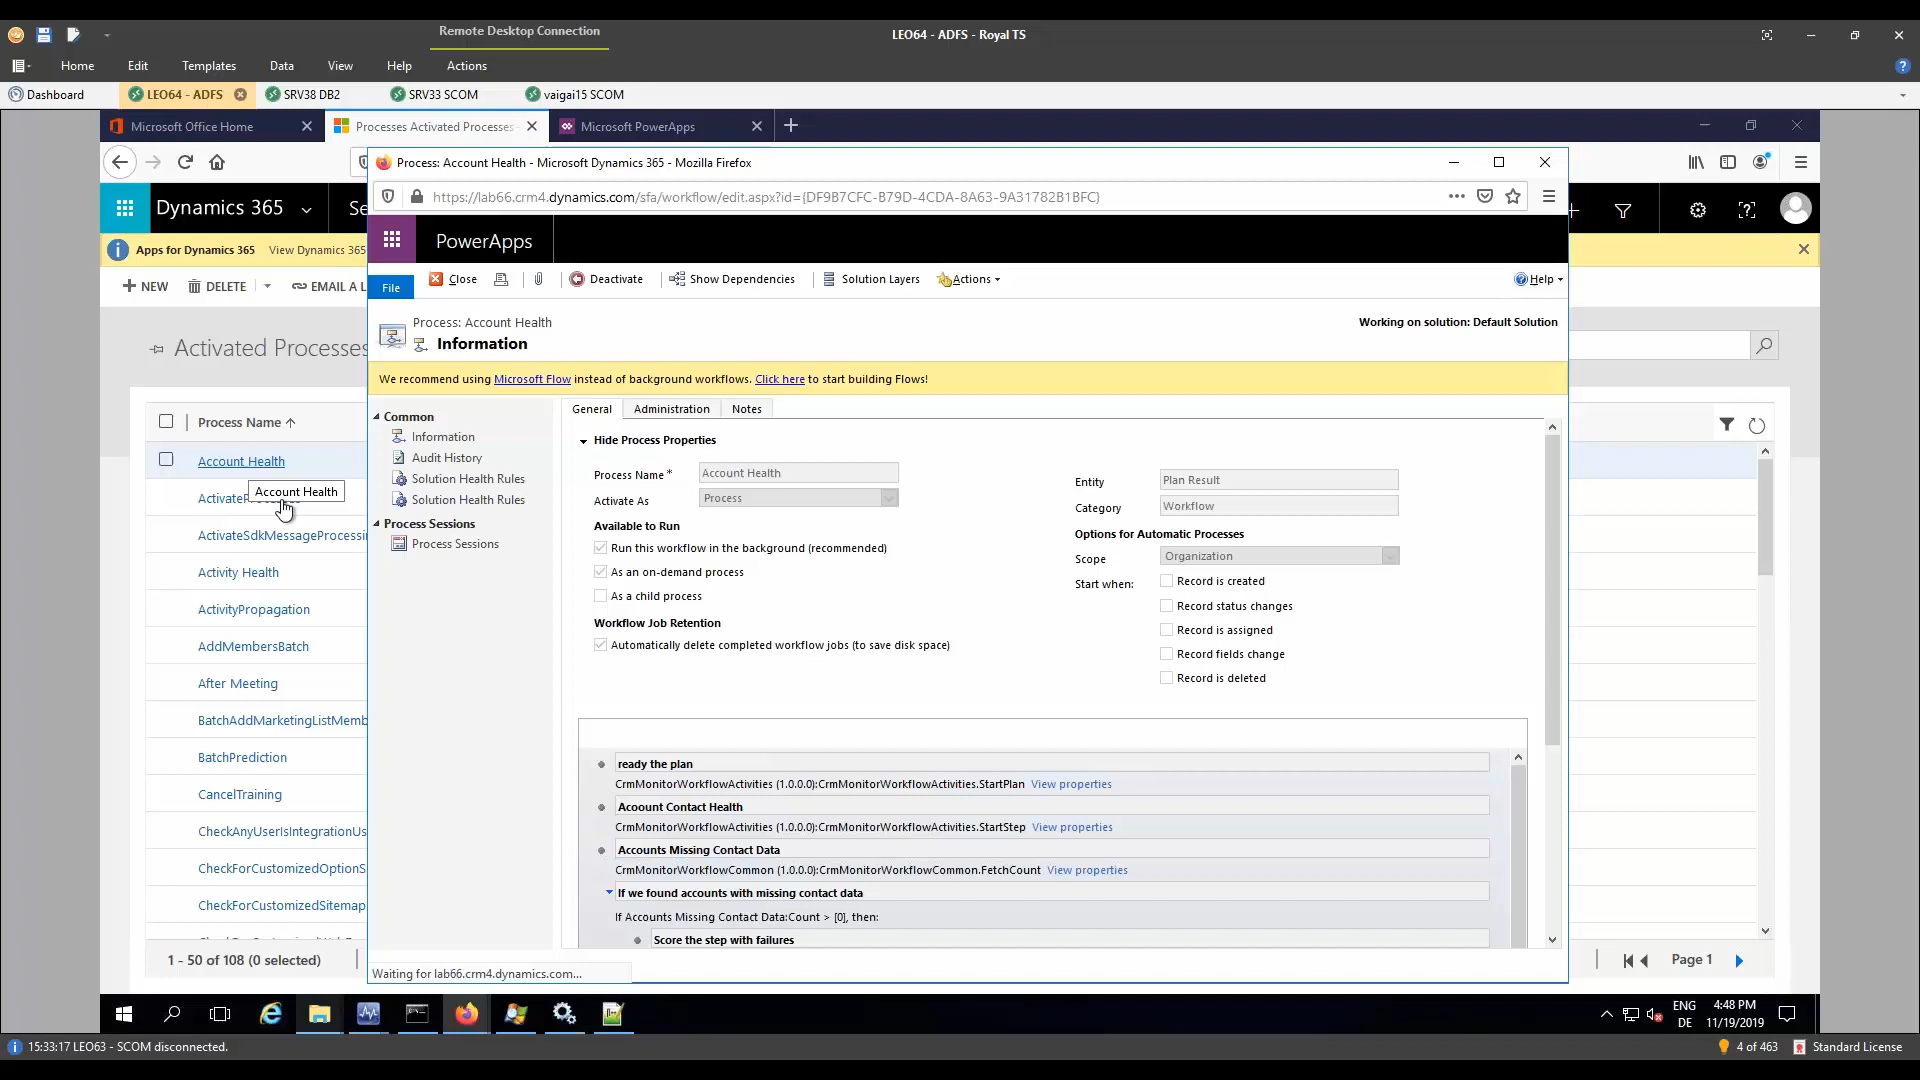 Remote Desktop Connection
LEO64 - ADFS - Royal TS
Home Edit Templates Data View Help Actions
Dashboard LEO64 - ADFS SRV38 DB2 SRV33 SCOM vaigai15 SCOM
Microsoft Office Home Processes Activated Processes - Microsoft PowerApps
Process: Account Health - Microsoft Dynamics 365 - Mozilla Firefox
https://lab66.crm4.dynamics.com/sfa/workflow/edit.aspx?id={DF9B7CFC-B79D-4CDA-8A63-9A31782B1BFC}
Dynamics 365 Se
PowerApps
Apps for Dynamics 365 View Dynamics 365
NEW DELETE EMAIL A L
File Close Deactivate Show Dependencies Solution Layers Actions Help
Process: Account Health
Information
Working on solution: Default Solution
Activated Processes
We recommend using Microsoft Flow instead of background workflows. Click here to start building Flows!
Process Name
Account Health
Account Health
ActivateSdkMessageProcessin
Activity Health
ActivityPropagation
AddMembersBatch
After Meeting
BatchAddMarketingListMemb
BatchPrediction
CancelTraining
CheckAnyUserIsIntegrationUs
CheckForCustomizedOptionS
CheckForCustomizedSitemap
1 - 50 of 108 (0 selected)
Page 1
Common
Information
Audit History
Solution Health Rules
Solution Health Rules
Process Sessions
Process Sessions
General Administration Notes
Hide Process Properties
Process Name * Account Health
Activate As Process
Available to Run
Run this workflow in the background (recommended)
As an on-demand process
As a child process
Workflow Job Retention
Automatically delete completed workflow jobs (to save disk space)
Entity Plan Result
Category Workflow
Options for Automatic Processes
Scope Organization
Start when: Record is created
Record status changes
Record is assigned
Record fields change
Record is deleted
ready the plan
CrmMonitorWorkflowActivities (1.0.0.0):CrmMonitorWorkflowActivities.StartPlan View properties
Account Contact Health
CrmMonitorWorkflowActivities (1.0.0.0):CrmMonitorWorkflowActivities.StartStep View properties
Accounts Missing Contact Data
CrmMonitorWorkflowCommon (1.0.0.0):CrmMonitorWorkflowCommon.FetchCount View properties
If we found accounts with missing contact data
If Accounts Missing Contact Data:Count > [0], then:
Score the step with failures
Waiting for lab66.crm4.dynamics.com...
ENG
DE
4:48 PM
11/19/2019
15:33:17 LEO63 - SCOM disconnected.
4 of 463 Standard License